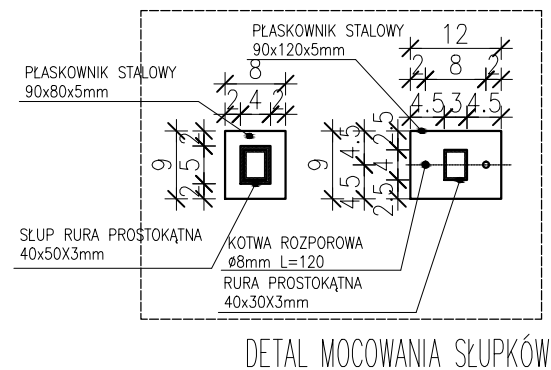 PŁASKOWNIK STALOWY
90x120x5mm
12
2 8 2
4.5 3 4.5
PŁASKOWNIK STALOWY
90x80x5mm
8
2 4 2
9
2 5 2
9
4.5 4.5
2.5 4 2.5
SŁUP RURA PROSTOKĄTNA
40x50X3mm
KOTWA ROZPOROWA
ø8mm L=120
RURA PROSTOKĄTNA
40x30X3mm
DETAL MOCOWANIA SŁUPKÓW